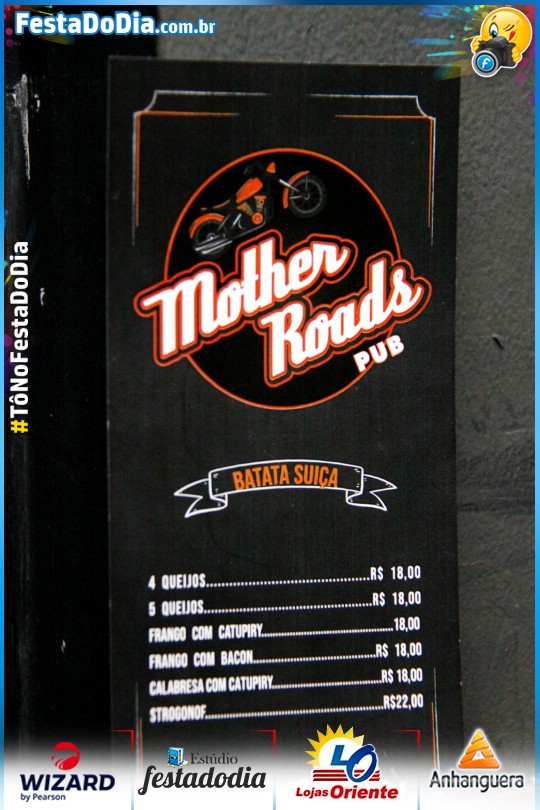 FestaDoDia.com.br
#TôNoFestaDoDia
Mother
Roads
PUB
BATATA SUIÇA
4 QUEIJOS........................................R$ 18,00
5 QUEIJOS........................................R$ 18,00
FRANGO COM CATUPIRY........................................18,00
FRANGO COM BACON..............................R$ 18,00
CALABRESA COM CATUPIRY..........................R$ 18,00
STROGONOF........................................R$22,00
WIZARD
by Pearson
Estúdio
festadodia
LO
Lojas Oriente
Anhanguera